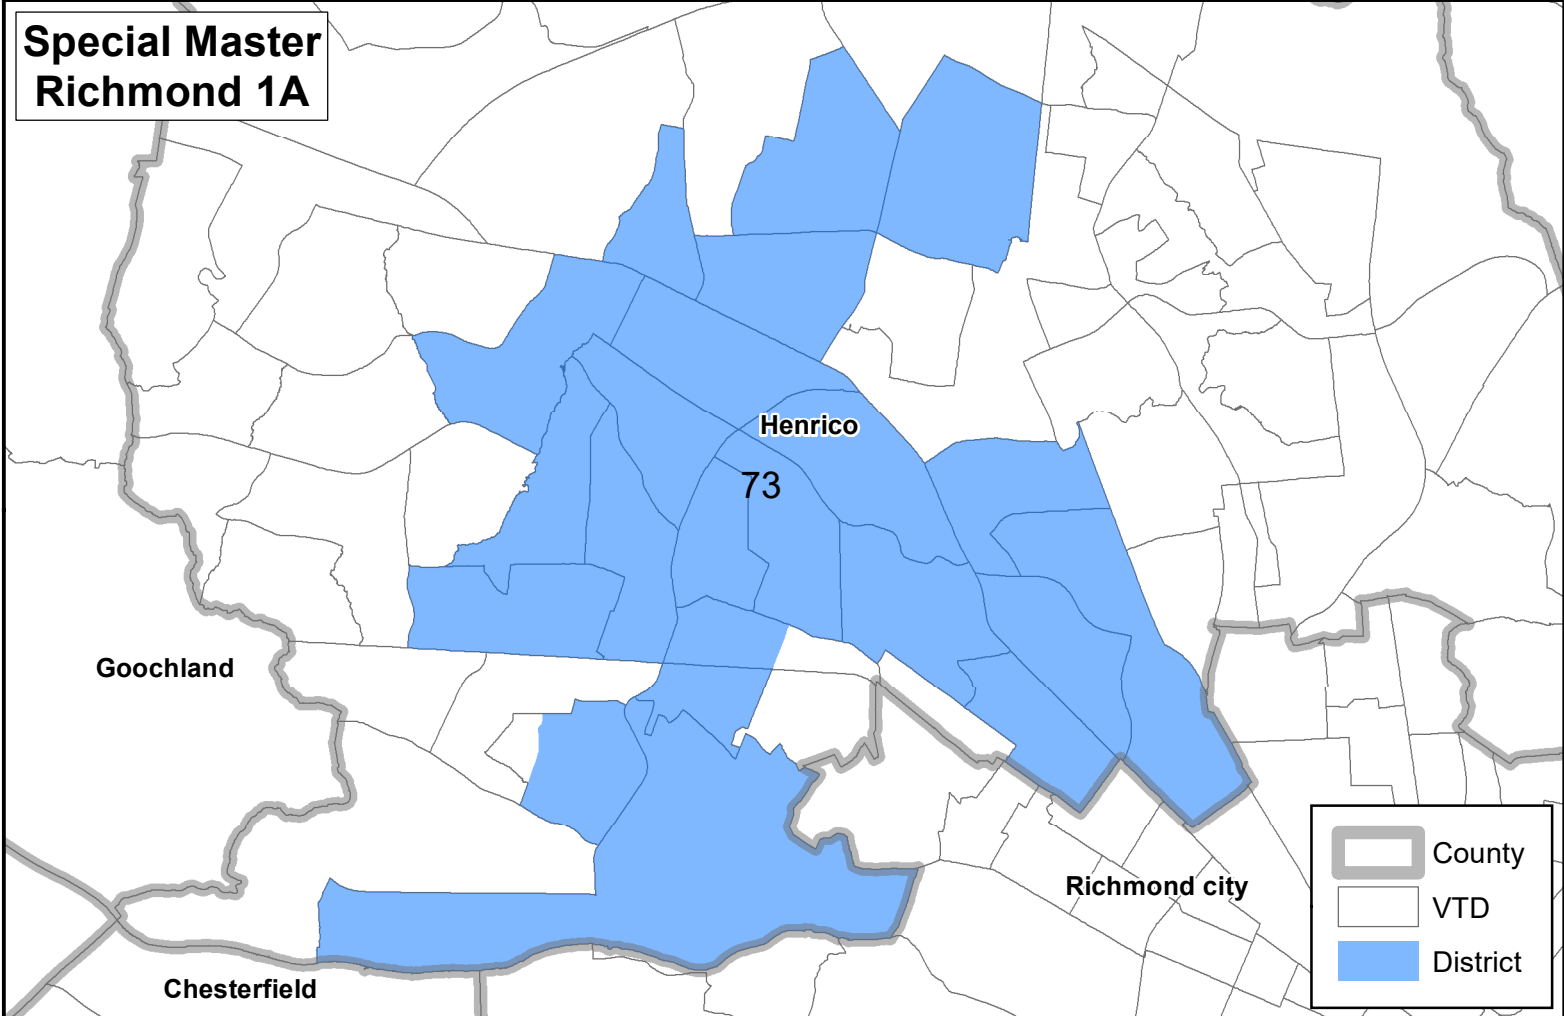 Special Master
Richmond 1A
Henrico
73
Goochland
Richmond city
Chesterfield
County
VTD
District